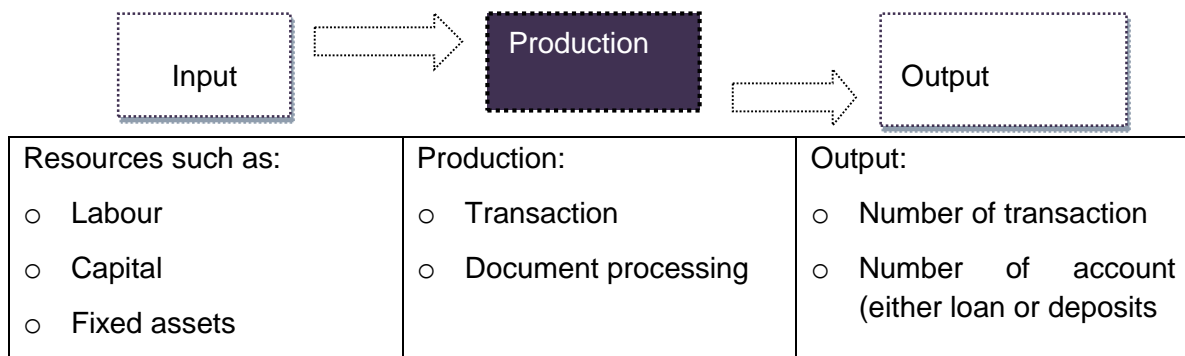 Input
Production
Output
Resources such as:
○ Labour
○ Capital
○ Fixed assets
Production:
○ Transaction
○ Document processing
Output:
○ Number of transaction
○ Number of account
(either loan or deposits